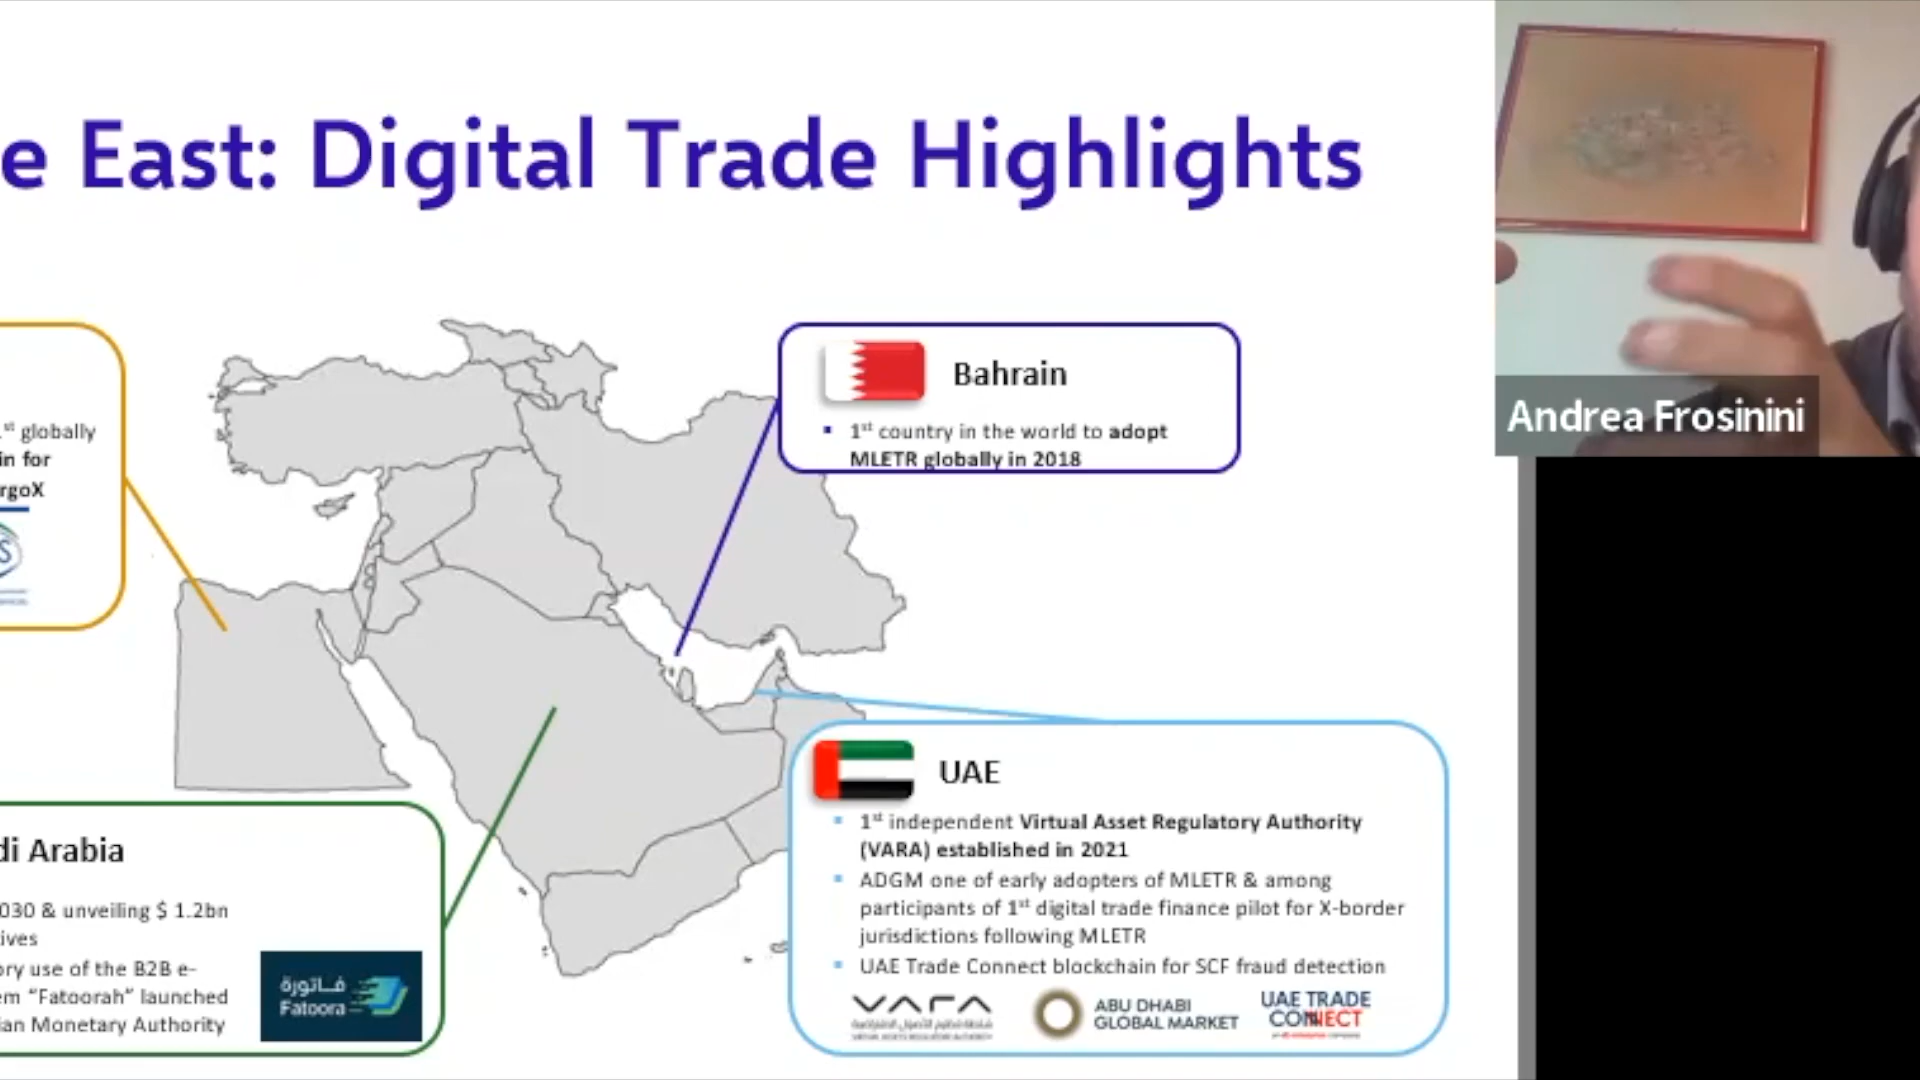 e East: Digital Trade Highlights
Andrea Frosinini
1st globally
in for
rgoX
S
Bahrain
1st country in the world to adopt
MLETR globally in 2018
di Arabia
030 & unveiling $ 1.2bn
ives
ory use of the B2B e-
em “Fatoorah” launched
ian Monetary Authority
فـاتورة
Fatoora
UAE
1st independent Virtual Asset Regulatory Authority
(VARA) established in 2021
ADGM one of early adopters of MLETR & among
participants of 1st digital trade finance pilot for X-border
jurisdictions following MLETR
UAE Trade Connect blockchain for SCF fraud detection
VARA
ABU DHABI
GLOBAL MARKET
UAE TRADE
CONNECT